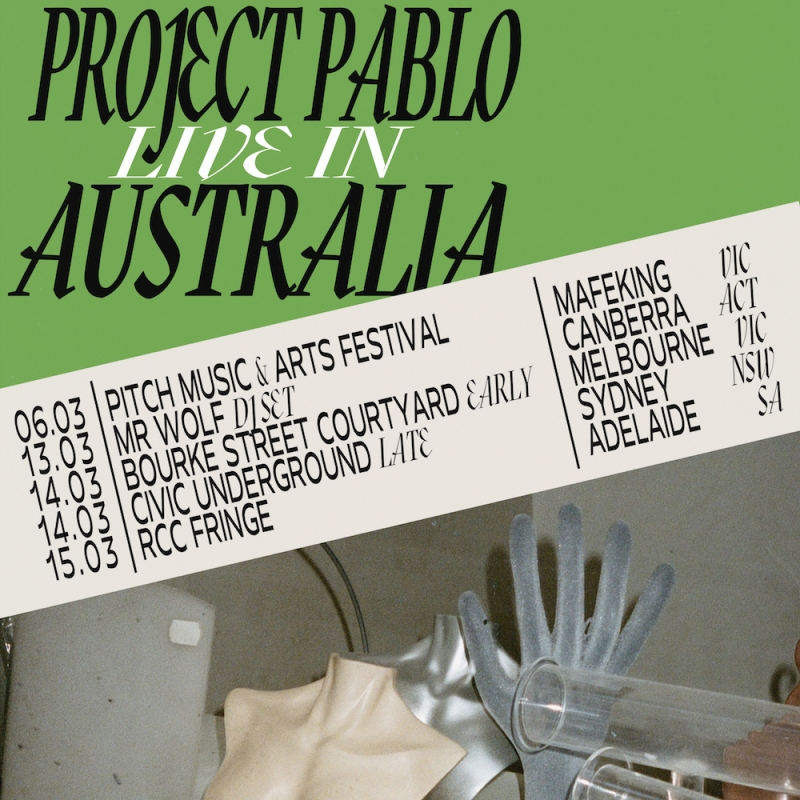 PROJECT PABLO
LIVE IN
AUSTRALIA
06.03 PITCH MUSIC & ARTS FESTIVAL MAFEKING VIC
13.03 MR WOLF DJ SET CANBERRA ACT
14.03 BOURKE STREET COURTYARD EARLY MELBOURNE VIC
14.03 CIVIC UNDERGROUND LATE SYDNEY NSW
15.03 RCC FRINGE ADELAIDE SA